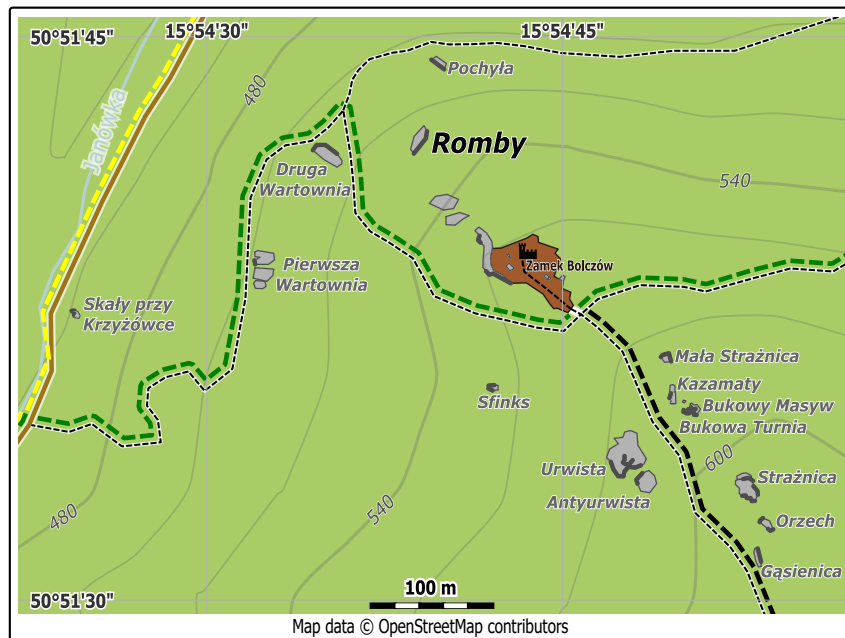 50°51'45"
15°54'30"
15°54'45"
Pochyła
480
Janówka
Romby
Druga
Wartownia
540
Pierwsza
Wartownia
Zamek Bolczów
Skały przy
Krzyżówce
Mała Strażnica
Kazamaty
Sfinks
Bukowy Masyw
Bukowa Turnia
600
Urwista
Strażnica
Antyurwista
480
540
Orzech
Gąsienica
100 m
50°51'30"
Map data © OpenStreetMap contributors